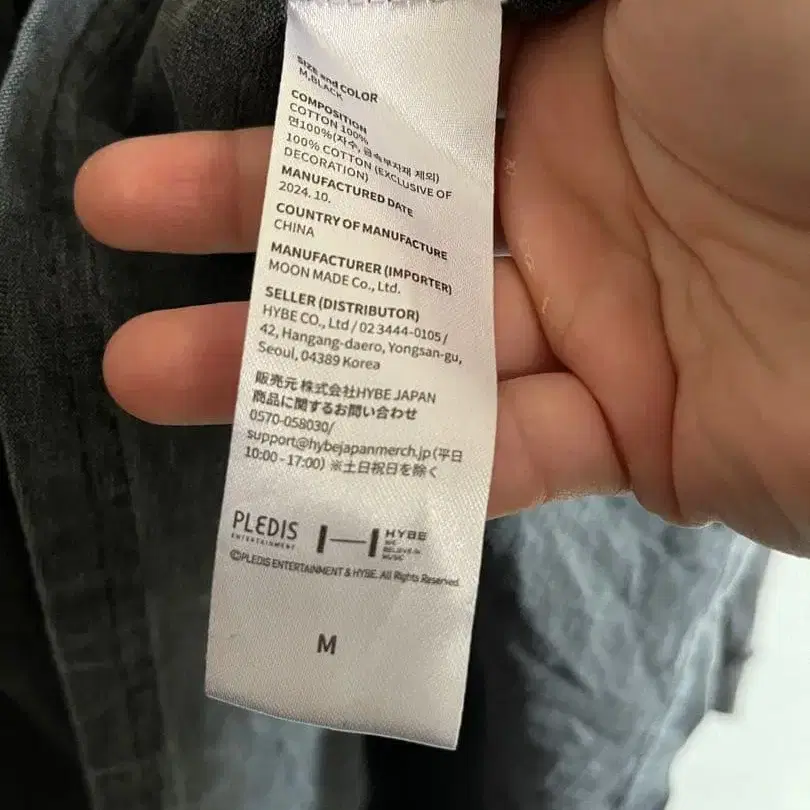 SIZE and COLOR
M,BLACK
COMPOSITION
COTTON 100%
면100%(자수, 금속부자재 제외)
100% COTTON (EXCLUSIVE OF
DECORATION)
MANUFACTURED DATE
2024. 10.
COUNTRY OF MANUFACTURE
CHINA
MANUFACTURER (IMPORTER)
MOON MADE Co., Ltd.
SELLER (DISTRIBUTOR)
HYBE CO., Ltd / 02 3444-0105 /
42, Hangang-daero, Yongsan-gu,
Seoul, 04389 Korea
販売元 株式会社HYBE JAPAN
商品に関するお問い合わせ
0570-058030/
support@hybejapanmerch.jp (平日
10:00 - 17:00) ※土日祝日を除く
PLEDIS
ENTERTAINMENT
HYBE
WE
BELIEVE IN
MUSIC
©PLEDIS ENTERTAINMENT & HYBE. All Rights Reserved.
M